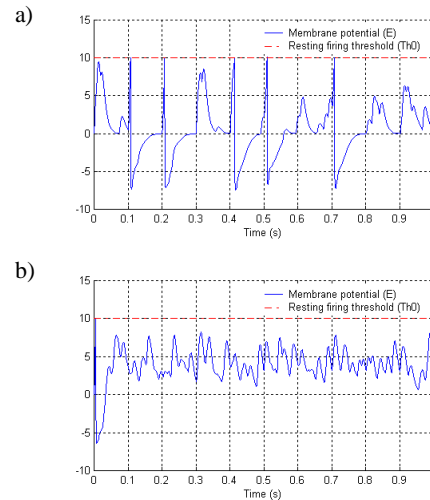 a)
15
Membrane potential (E)
Resting firing threshold (Th0)
10
5
0
-5
-10
0 0.1 0.2 0.3 0.4 0.5 0.6 0.7 0.8 0.9
Time (s)
b)
15
Membrane potential (E)
Resting firing threshold (Th0)
10
5
0
-5
-10
0 0.1 0.2 0.3 0.4 0.5 0.6 0.7 0.8 0.9
Time (s)